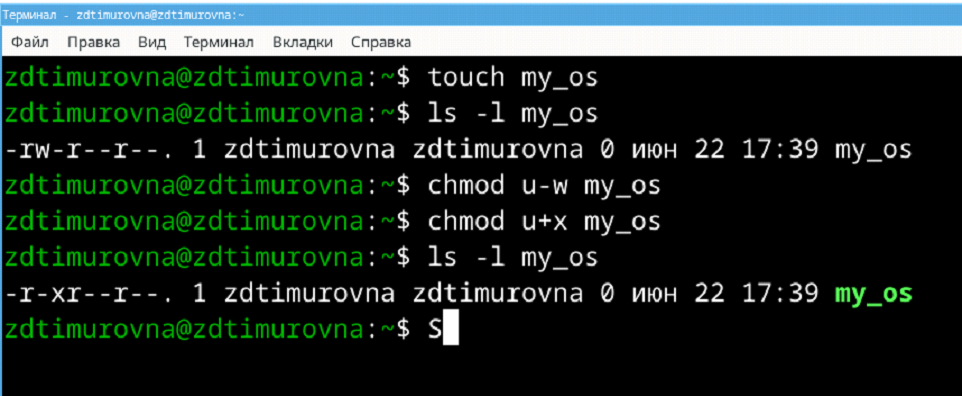 Терминал - zdtimurovna@zdtimurovna:~
Файл Правка Вид Терминал Вкладки Справка
zdtimurovna@zdtimurovna:~$ touch my_os
zdtimurovna@zdtimurovna:~$ ls -l my_os
-rw-r--r--. 1 zdtimurovna zdtimurovna 0 июн 22 17:39 my_os
zdtimurovna@zdtimurovna:~$ chmod u-w my_os
zdtimurovna@zdtimurovna:~$ chmod u+x my_os
zdtimurovna@zdtimurovna:~$ ls -l my_os
-r-xr--r--. 1 zdtimurovna zdtimurovna 0 июн 22 17:39 my_os
zdtimurovna@zdtimurovna:~$ S